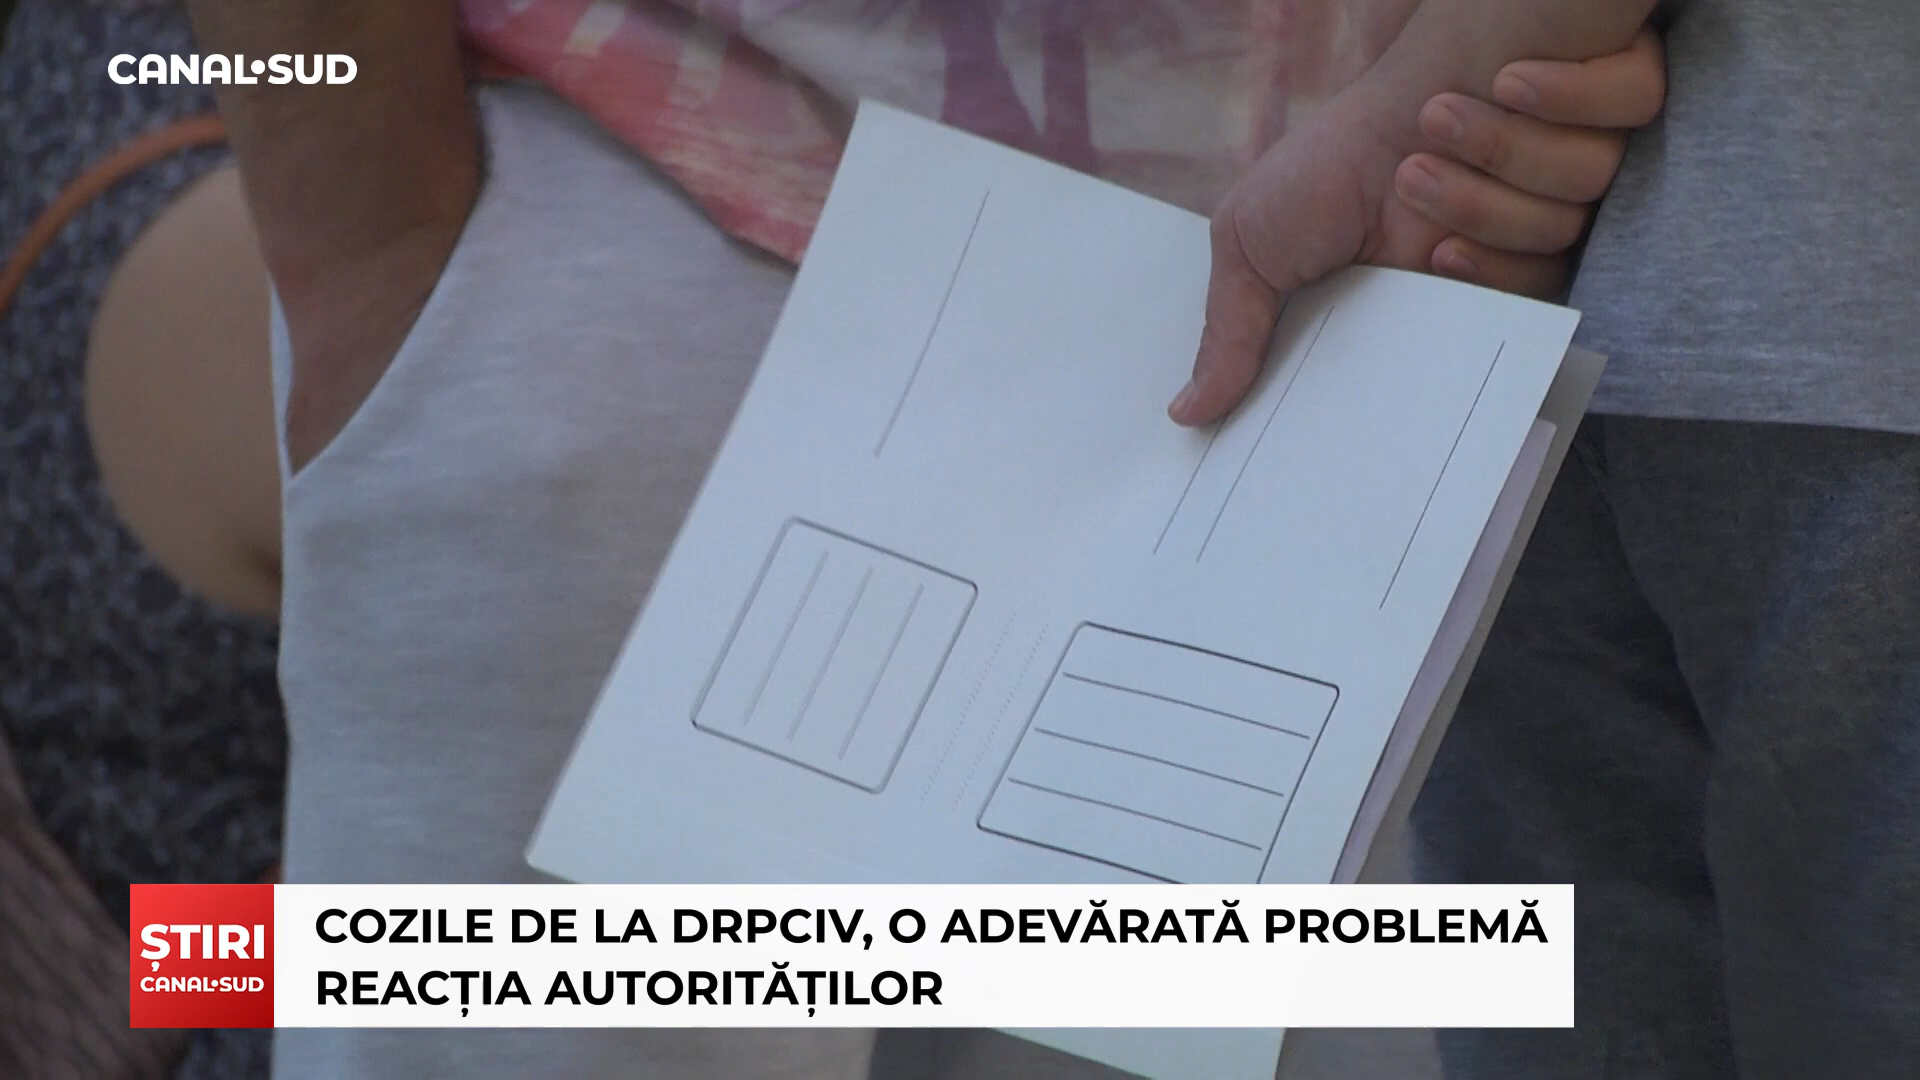 CANAL•SUD
COZILE DE LA DRPCIV, O ADEVĂRATĂ PROBLEMĂ
REACȚIA AUTORITĂȚILOR
ȘTIRI
CANAL•SUD